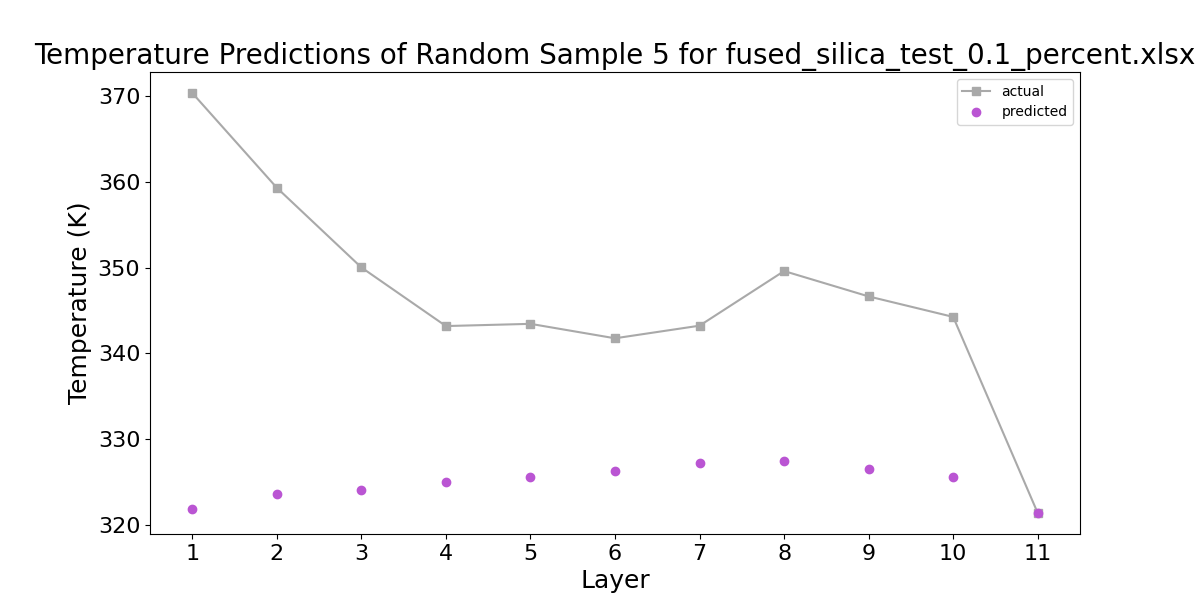 Temperature Predictions of Random Sample 5 for fused_silica_test_0.1_percent.xlsx
actual
predicted
370
360
350
340
330
320
Temperature (K)
1 2 3 4 5 6 7 8 9 10 11
Layer